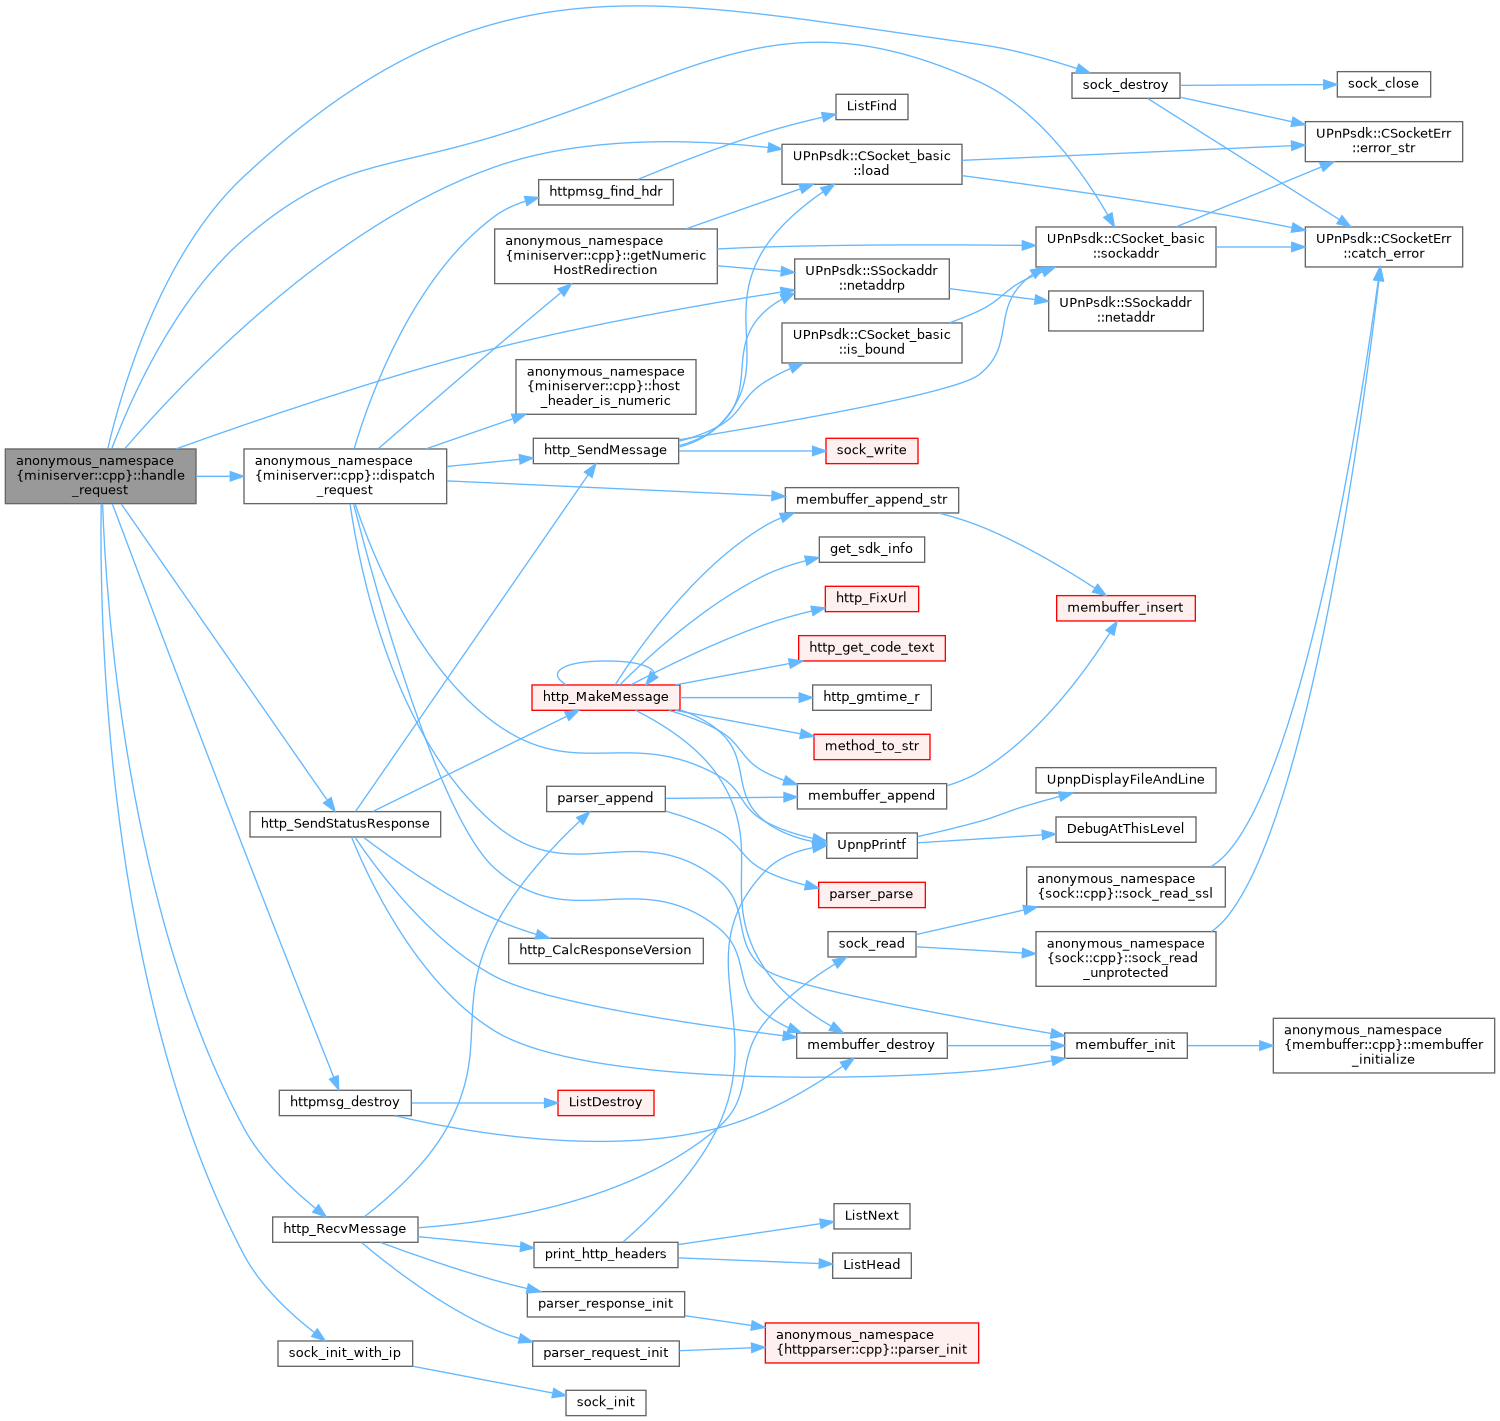 anonymous_namespace
{miniserver::cpp}::handle
_request
anonymous_namespace
{miniserver::cpp}::dispatch
_request
http_SendStatusResponse
httpmsg_destroy
http_RecvMessage
sock_init_with_ip
httpmsg_find_hdr
anonymous_namespace
{miniserver::cpp}::getNumeric
HostRedirection
anonymous_namespace
{miniserver::cpp}::host
_header_is_numeric
http_SendMessage
http_MakeMessage
parser_append
http_CalcResponseVersion
ListDestroy
print_http_headers
parser_response_init
parser_request_init
sock_init
ListFind
UPnPsdk::CSocket_basic
::load
UPnPsdk::SSockaddr
::netaddrp
UPnPsdk::CSocket_basic
::is_bound
sock_write
membuffer_append_str
get_sdk_info
http_FixUrl
http_get_code_text
http_gmtime_r
method_to_str
membuffer_append
UpnpPrintf
parser_parse
sock_read
membuffer_destroy
ListNext
ListHead
anonymous_namespace
{httpparser::cpp}::parser_init
sock_destroy
UPnPsdk::CSocket_basic
::sockaddr
UPnPsdk::SSockaddr
::netaddr
membuffer_insert
UpnpDisplayFileAndLine
DebugAtThisLevel
anonymous_namespace
{sock::cpp}::sock_read_ssl
anonymous_namespace
{sock::cpp}::sock_read
_unprotected
membuffer_init
sock_close
UPnPsdk::CSocketErr
::error_str
UPnPsdk::CSocketErr
::catch_error
anonymous_namespace
{membuffer::cpp}::membuffer
_initialize